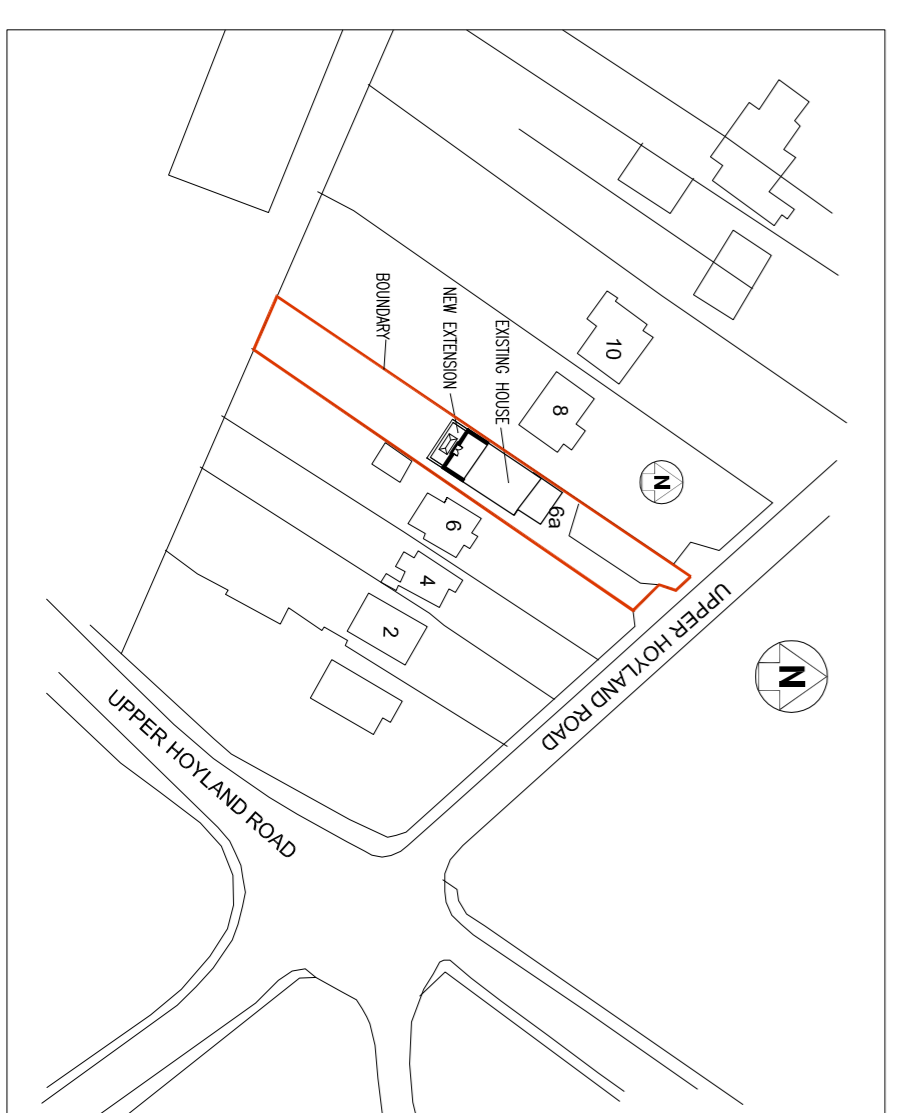 10
8
EXISTING HOUSE
NEW EXTENSION
BOUNDARY
N
6a
6
4
2
UPPER HOYLAND ROAD
N
UPPER HOYLAND ROAD